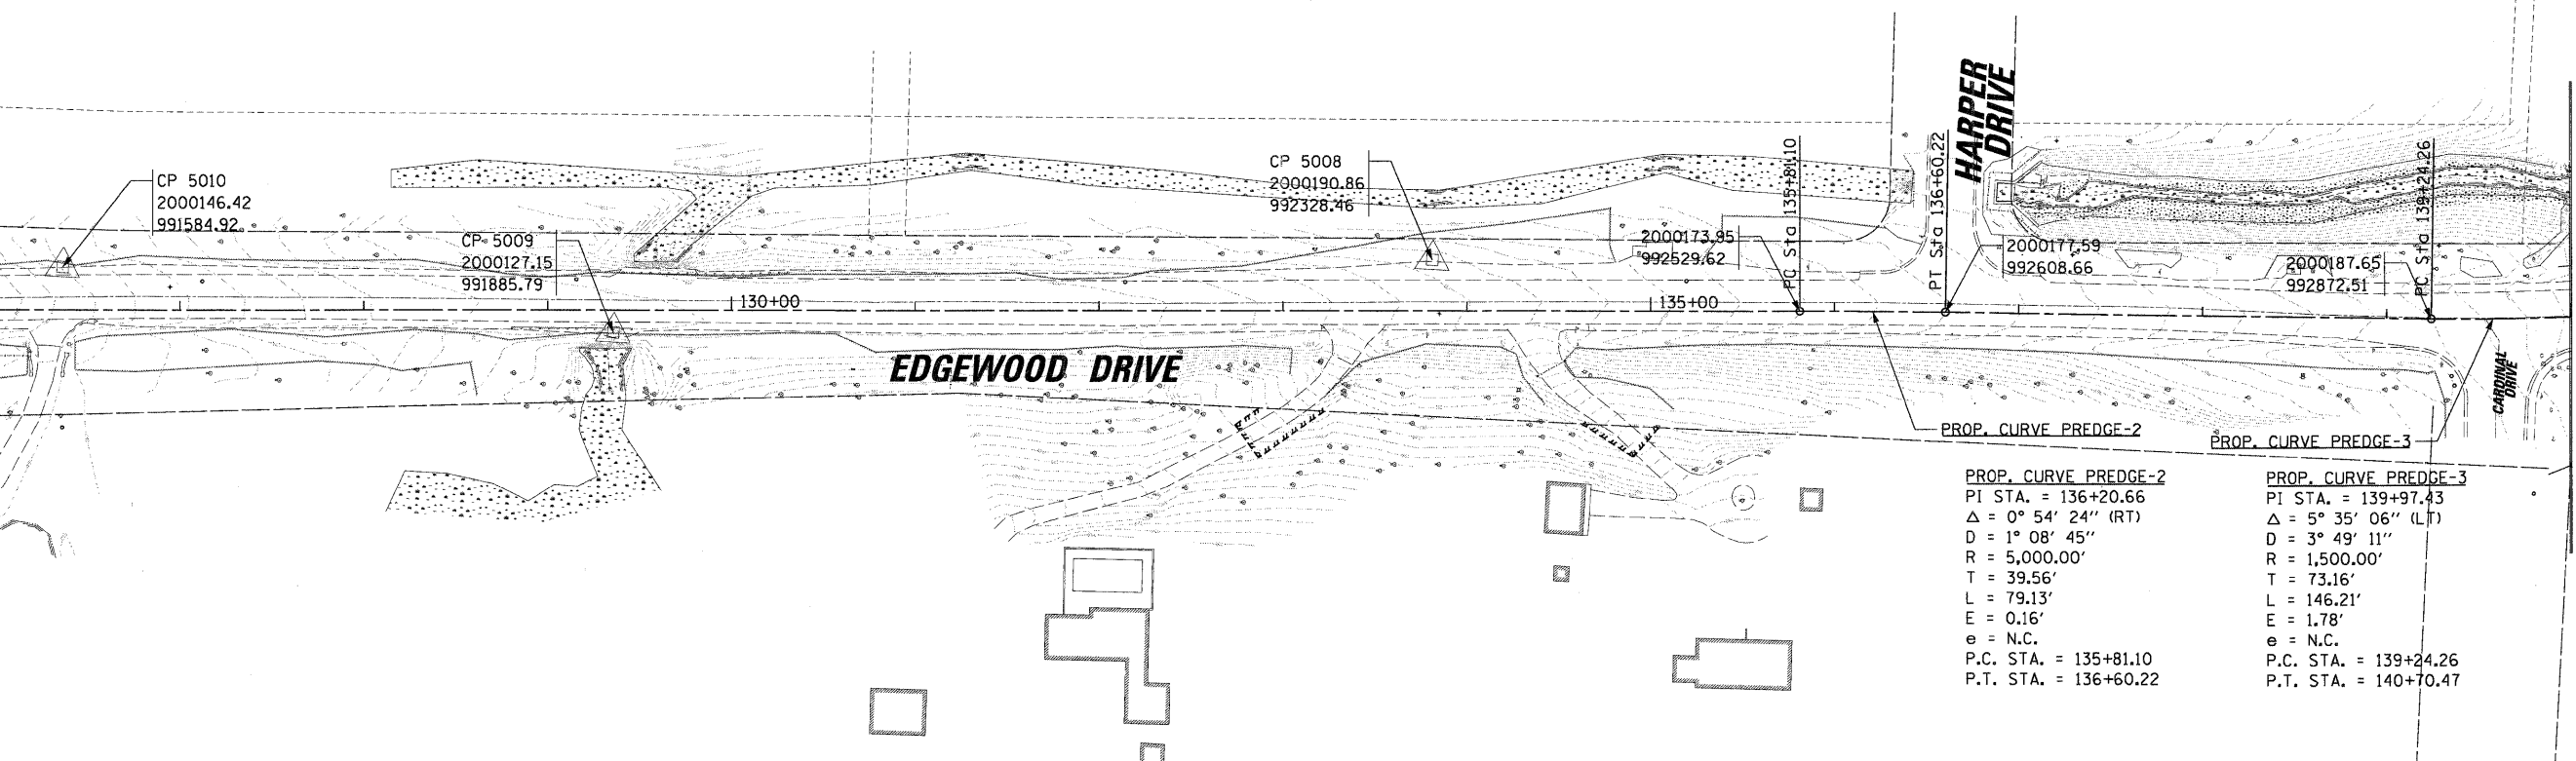 CP 5010
2000146.42
991584.92
CP 5009
2000127.15
991885.79
130+00
EDGEWOOD DRIVE
CP 5008
2000190.86
992328.46
2000173.95
992529.62
135+00
PC Sta 135+81.10
PT Sta 136+60.22
HARPER
DRIVE
2000177.59
992608.66
2000187.65
992872.51
PC Sta 139+24.26
CARDINAL
DRIVE
PROP. CURVE PREDGE-2
PROP. CURVE PREDGE-3
PROP. CURVE PREDGE-2
PI STA. = 136+20.66
Δ = 0° 54' 24" (RT)
D = 1° 08' 45"
R = 5,000.00'
T = 39.56'
L = 79.13'
E = 0.16'
e = N.C.
P.C. STA. = 135+81.10
P.T. STA. = 136+60.22
PROP. CURVE PREDGE-3
PI STA. = 139+97.43
Δ = 5° 35' 06" (LT)
D = 3° 49' 11"
R = 1,500.00'
T = 73.16'
L = 146.21'
E = 1.78'
e = N.C.
P.C. STA. = 139+24.26
P.T. STA. = 140+70.47